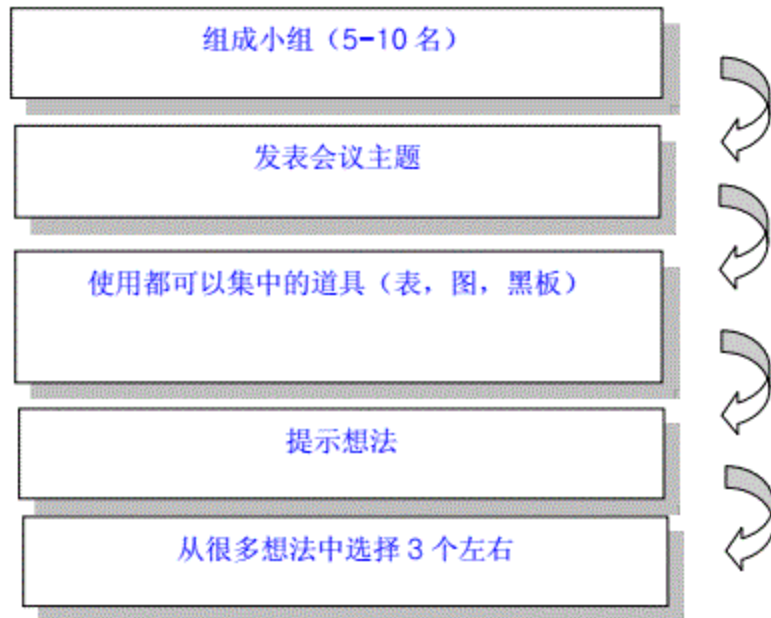 组成小组（5-10 名）
发表会议主题
使用都可以集中的道具（表，图，黑板）
提示想法
从很多想法中选择 3 个左右